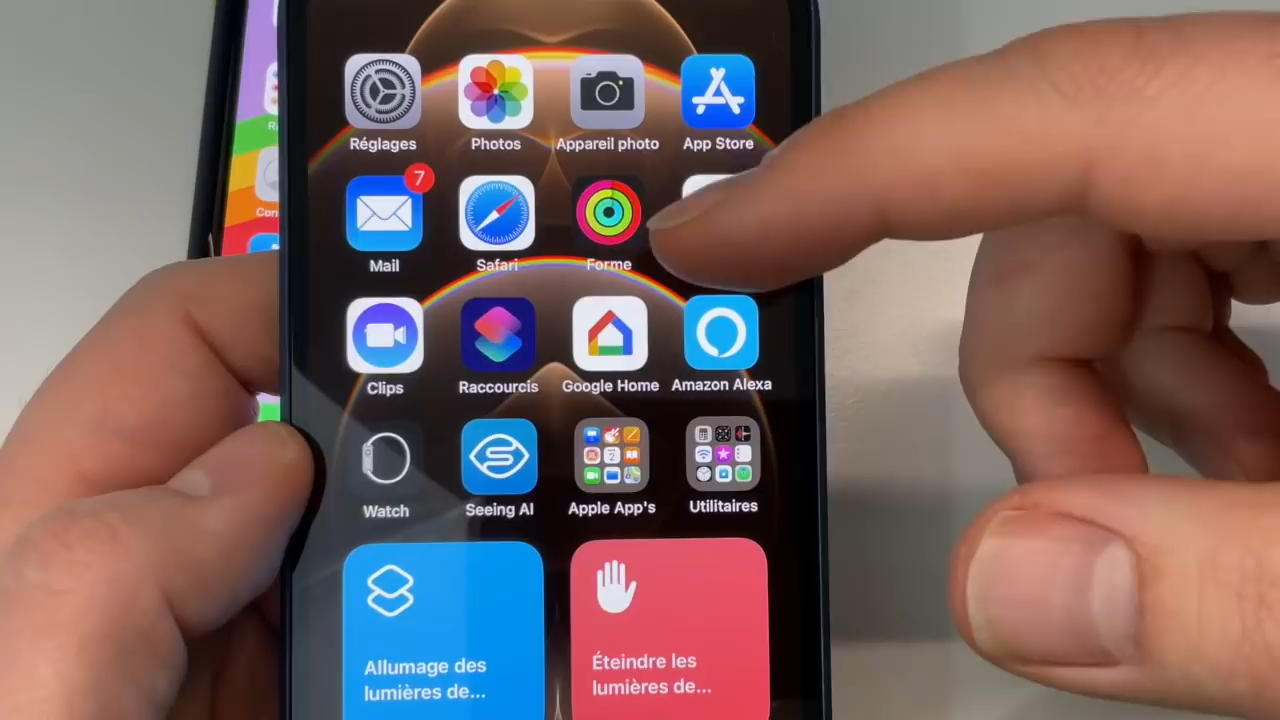 Réglages Photos Appareil photo App Store
7
Mail Safari Forme
Clips Raccourcis Google Home Amazon Alexa
Watch Seeing AI Apple App's Utilitaires
Allumage des
lumières de...
Éteindre les
lumières de...